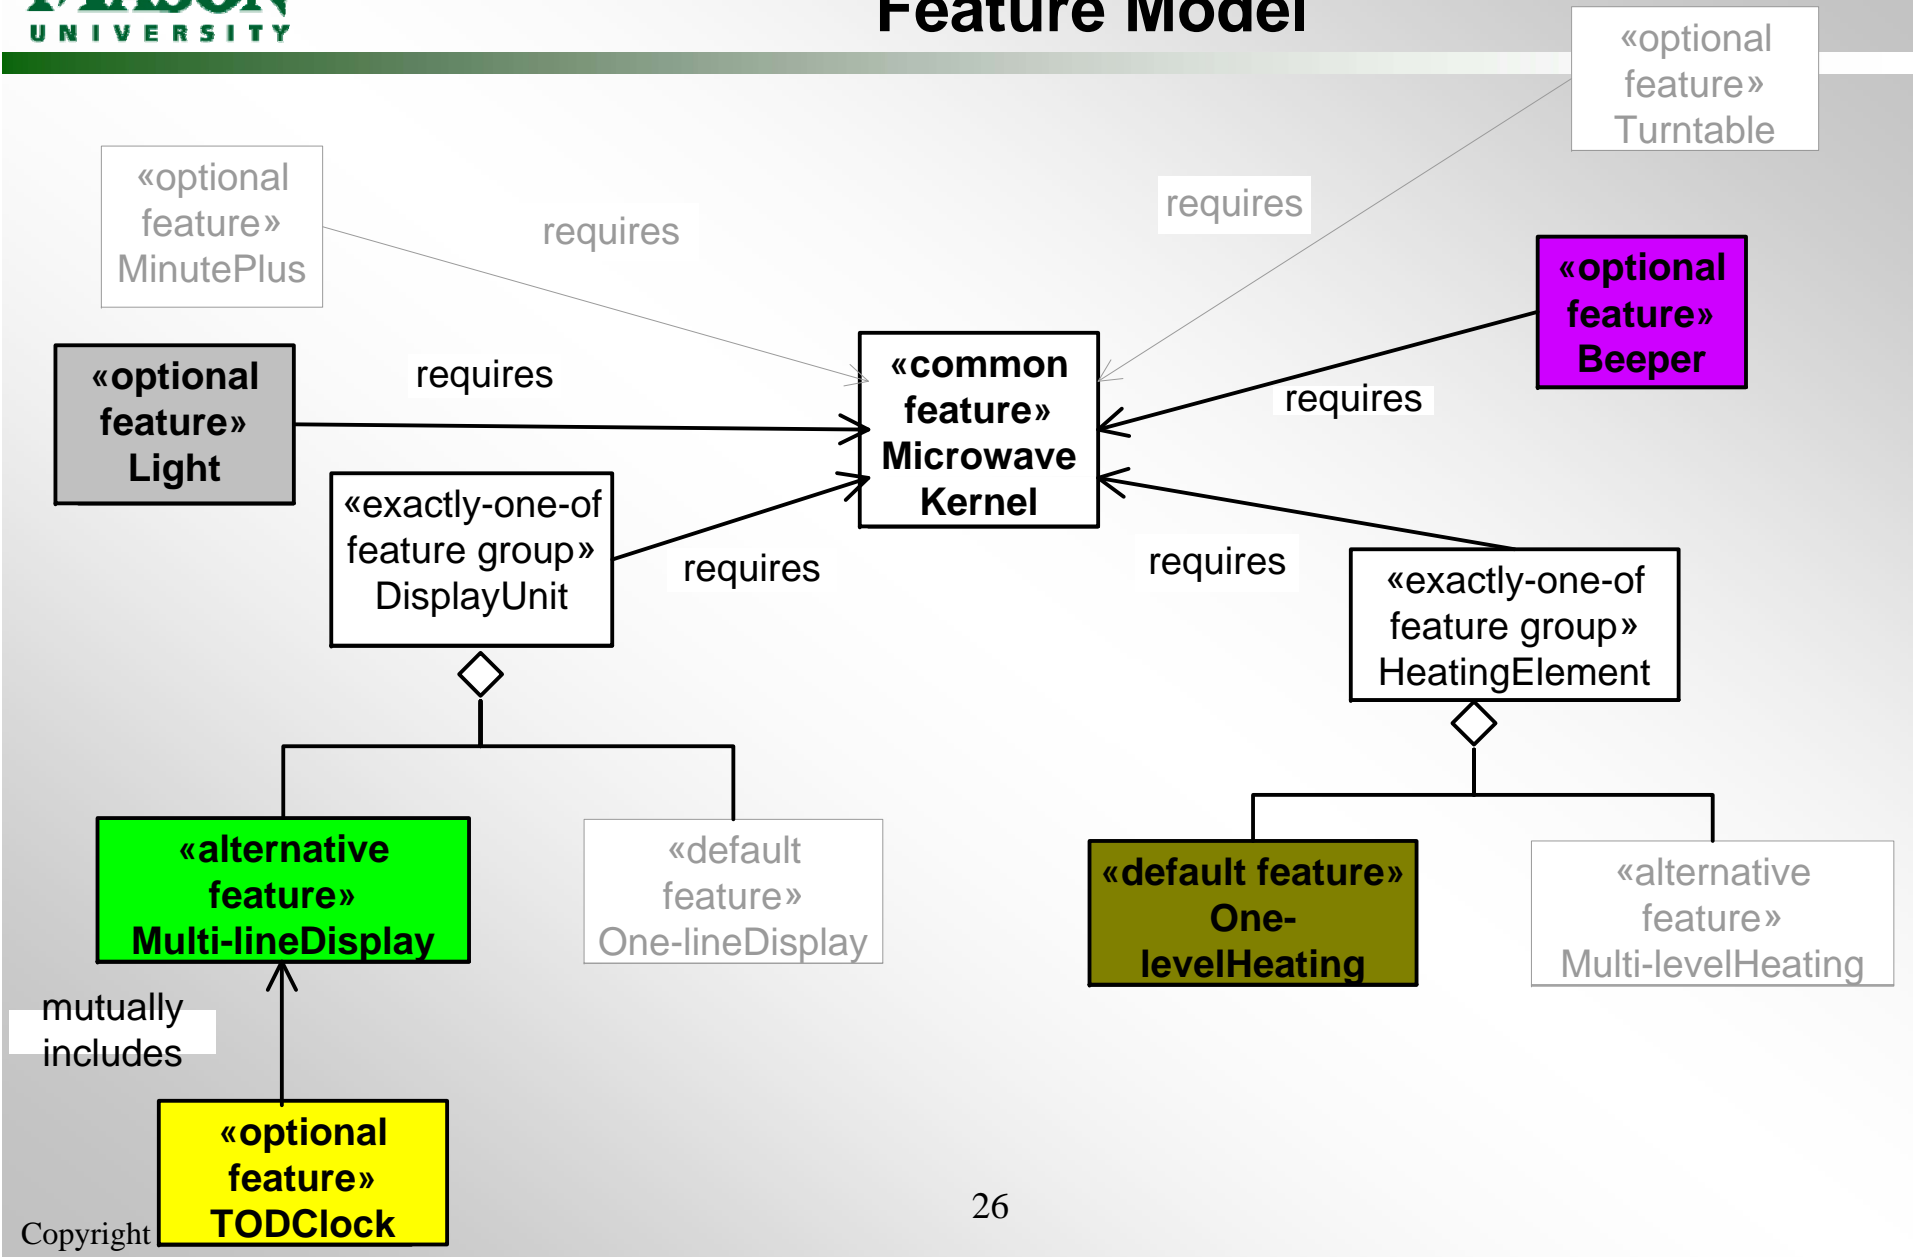 MASON
UNIVERSITY
Feature Model
«optional
feature»
Turntable
«optional
feature»
MinutePlus
requires
requires
«optional
feature»
Beeper
«optional
feature»
Light
requires
«common
feature»
Microwave
Kernel
requires
«exactly-one-of
feature group»
DisplayUnit
requires
requires
«exactly-one-of
feature group»
HeatingElement
«alternative
feature»
Multi-lineDisplay
«default
feature»
One-lineDisplay
«default feature»
One-
levelHeating
«alternative
feature»
Multi-levelHeating
mutually
includes
«optional
feature»
TODClock
Copyright
26